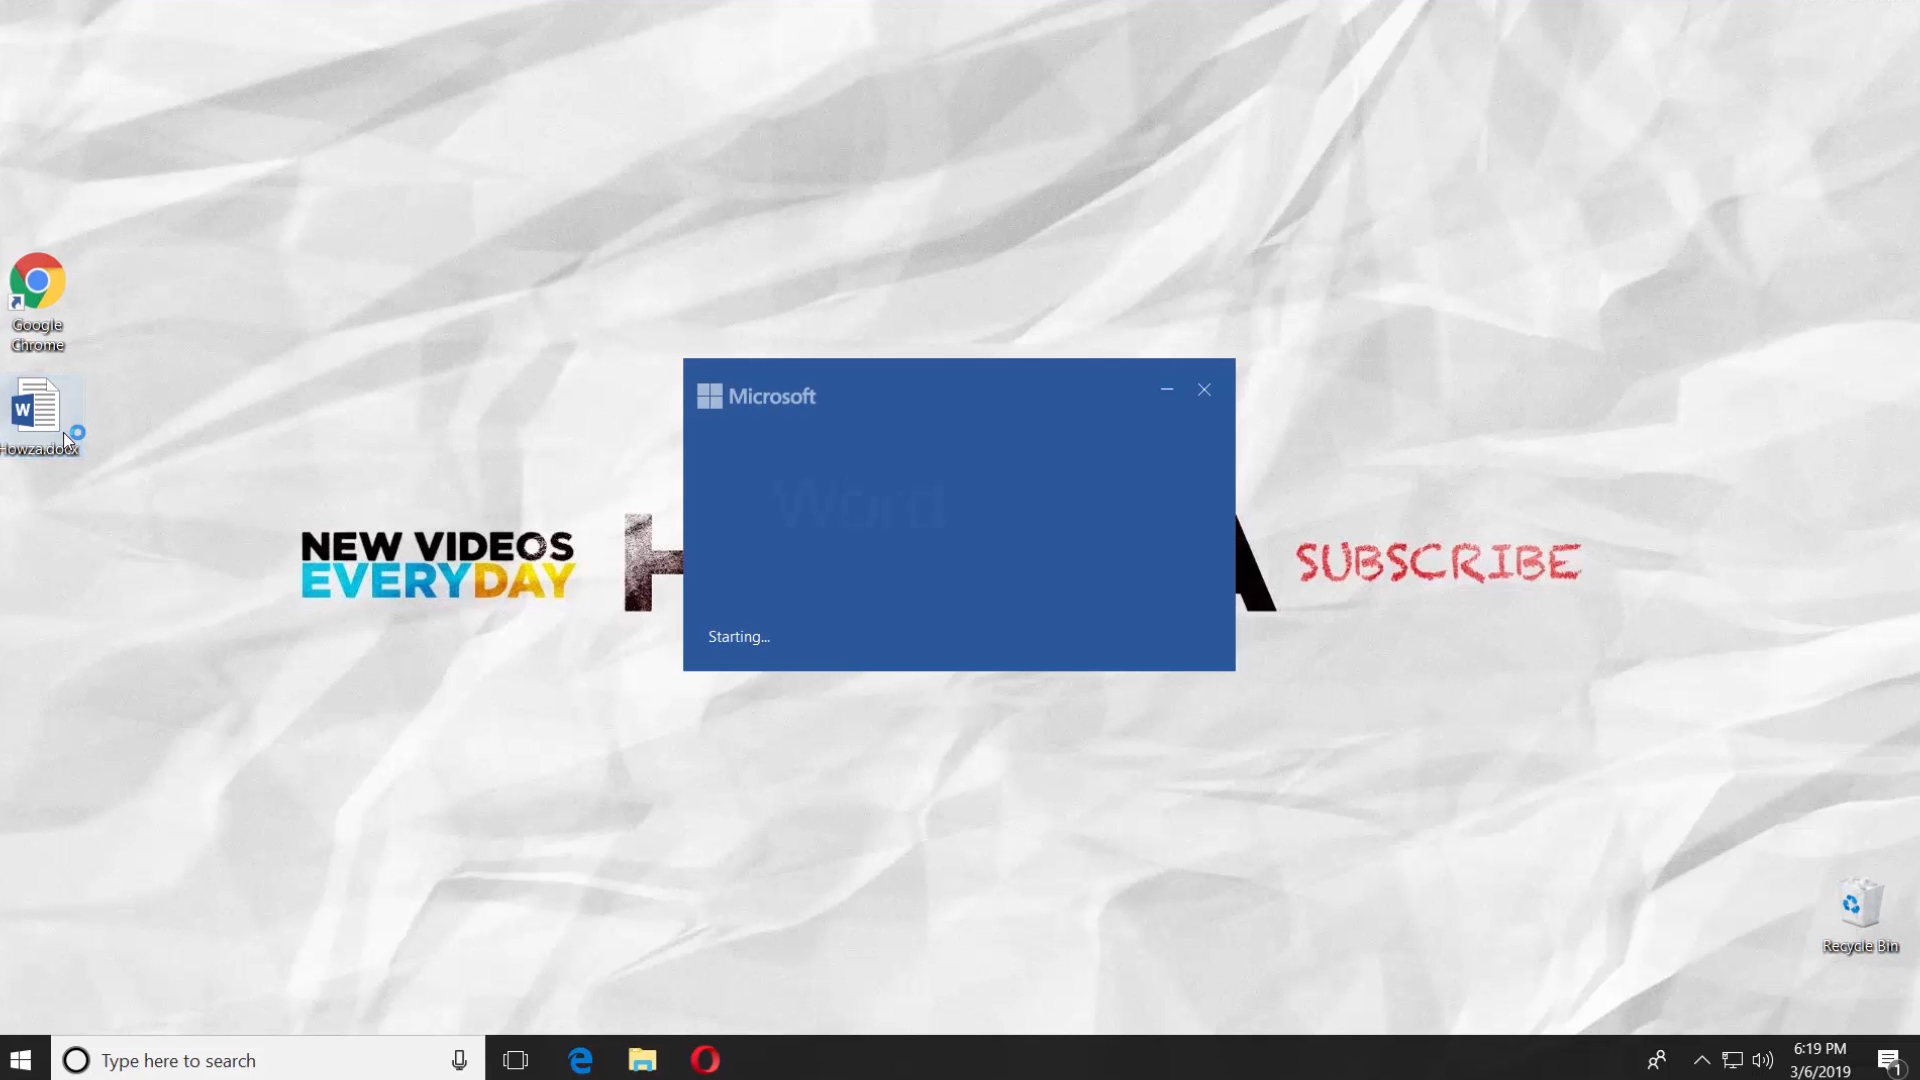 Google
Chrome
W
Howza.docx
Microsoft
Word
Starting...
NEW VIDEOS
EVERYDAY
H
A
SUBSCRIBE
Recycle Bin
Type here to search
6:19 PM
3/6/2019
1